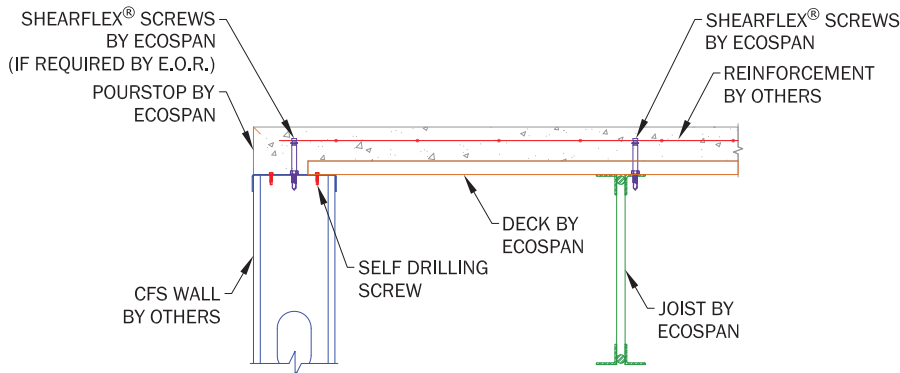 SHEARFLEX® SCREWS
BY ECOSPAN
(IF REQUIRED BY E.O.R.)
POURSTOP BY
ECOSPAN
SHEARFLEX® SCREWS
BY ECOSPAN
REINFORCEMENT
BY OTHERS
DECK BY
ECOSPAN
SELF DRILLING
SCREW
CFS WALL
BY OTHERS
JOIST BY
ECOSPAN